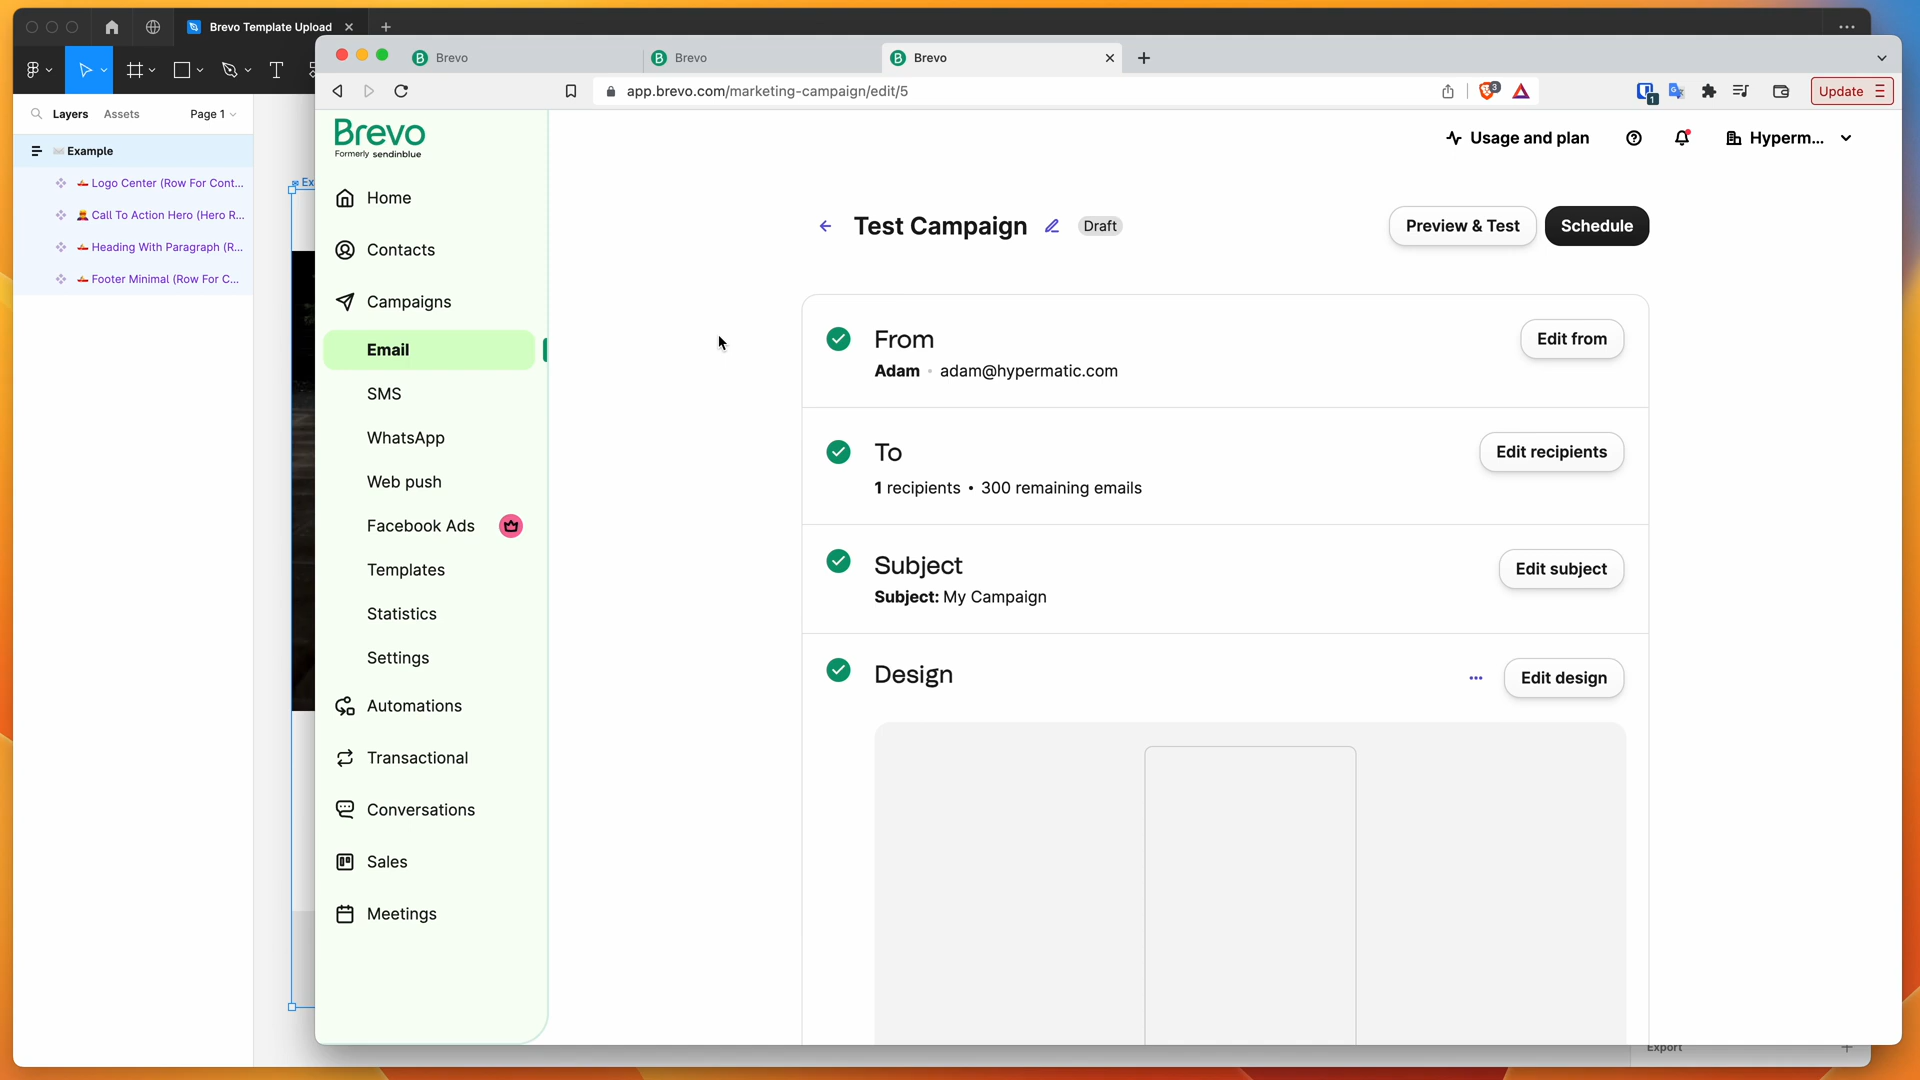 Brevo Template Upload
Layers
Assets
Page 1
Example
Logo Center (Row For Cont...
Call To Action Hero (Hero R...
Heading With Paragraph (R...
Footer Minimal (Row For C...
Ex
Brevo
Brevo
Brevo
app.brevo.com/marketing-campaign/edit/5
3
1
Update
Brevo
Formerly sendinblue
Home
Contacts
Campaigns
Email
SMS
WhatsApp
Web push
Facebook Ads
Templates
Statistics
Settings
Automations
Transactional
Conversations
Sales
Meetings
Usage and plan
Hyperm...
Test Campaign
Draft
Preview & Test
Schedule
From
Adam • adam@hypermatic.com
Edit from
To
1 recipients • 300 remaining emails
Edit recipients
Subject
Subject: My Campaign
Edit subject
Design
Edit design
Export